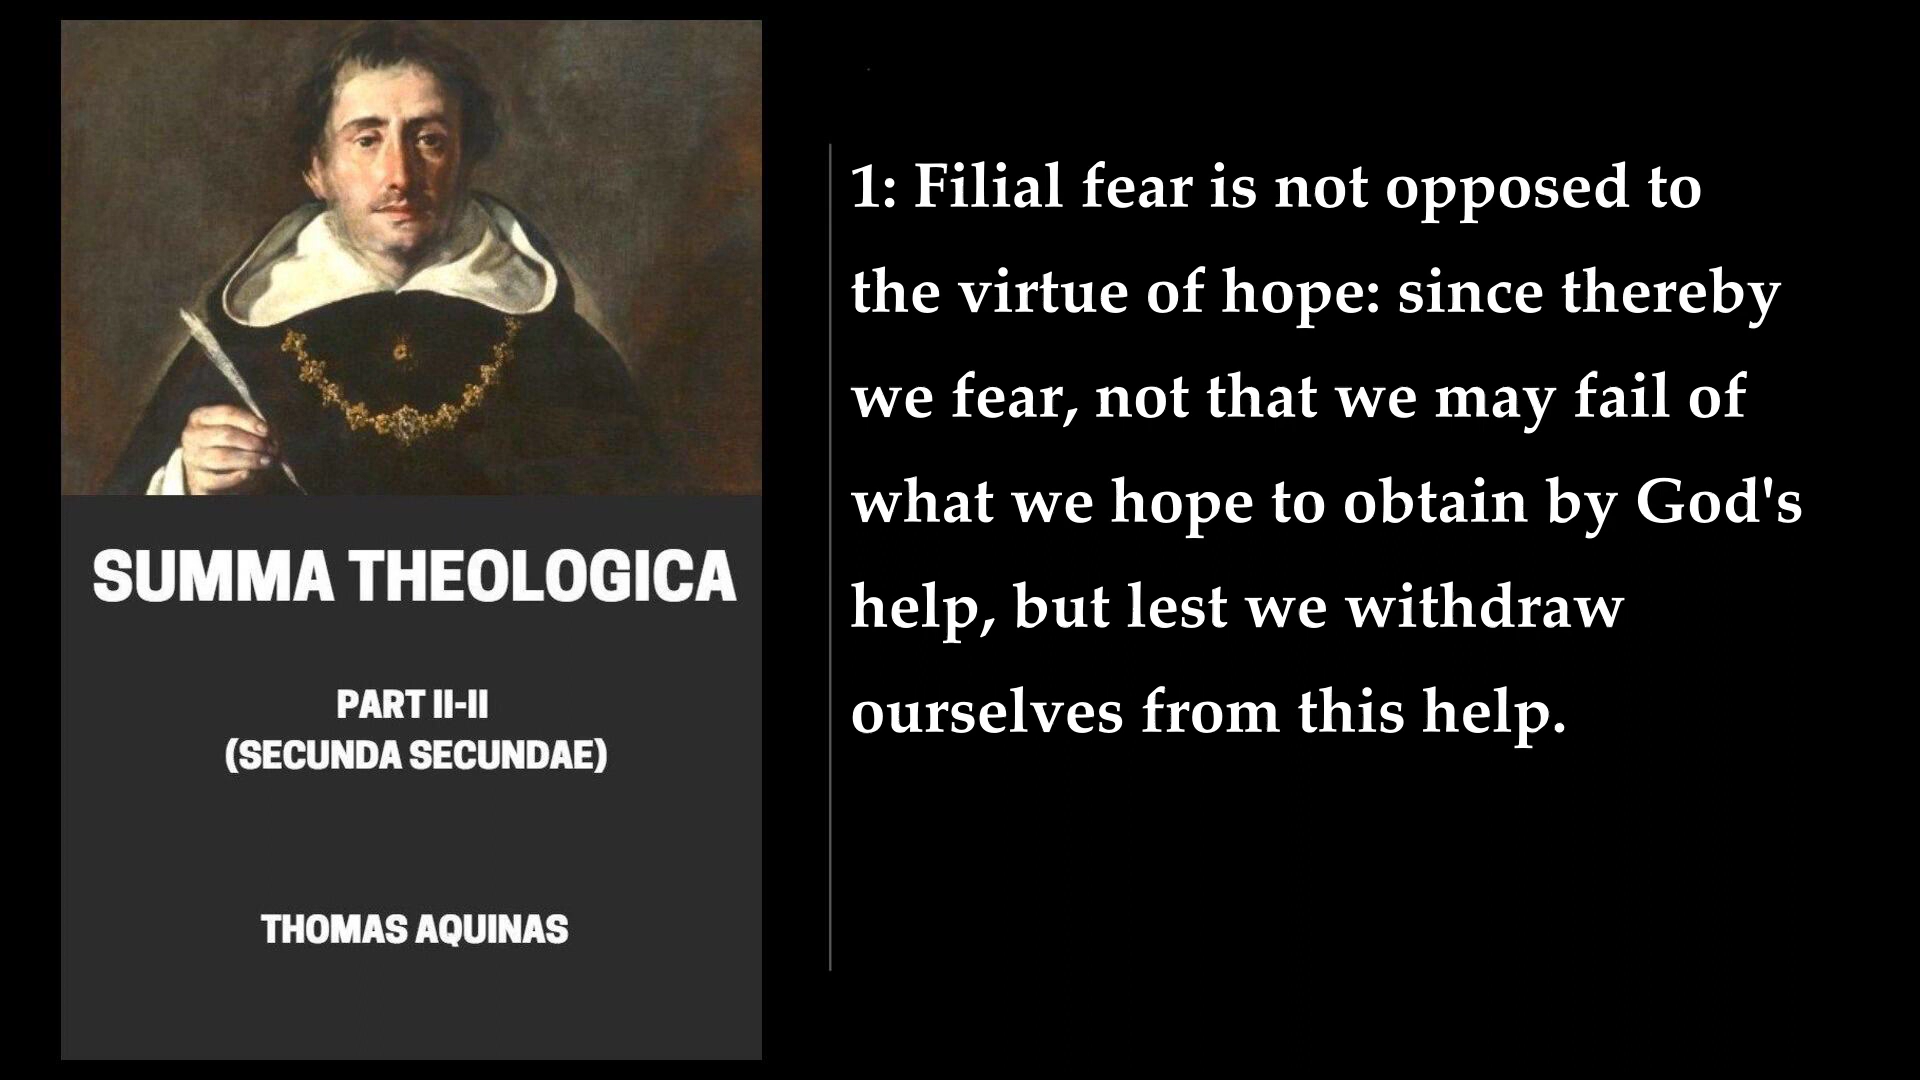 SUMMA THEOLOGICA
PART II-II
(SECUNDA SECUNDAE)
THOMAS AQUINAS
1: Filial fear is not opposed to
the virtue of hope: since thereby
we fear, not that we may fail of
what we hope to obtain by God's
help, but lest we withdraw
ourselves from this help.